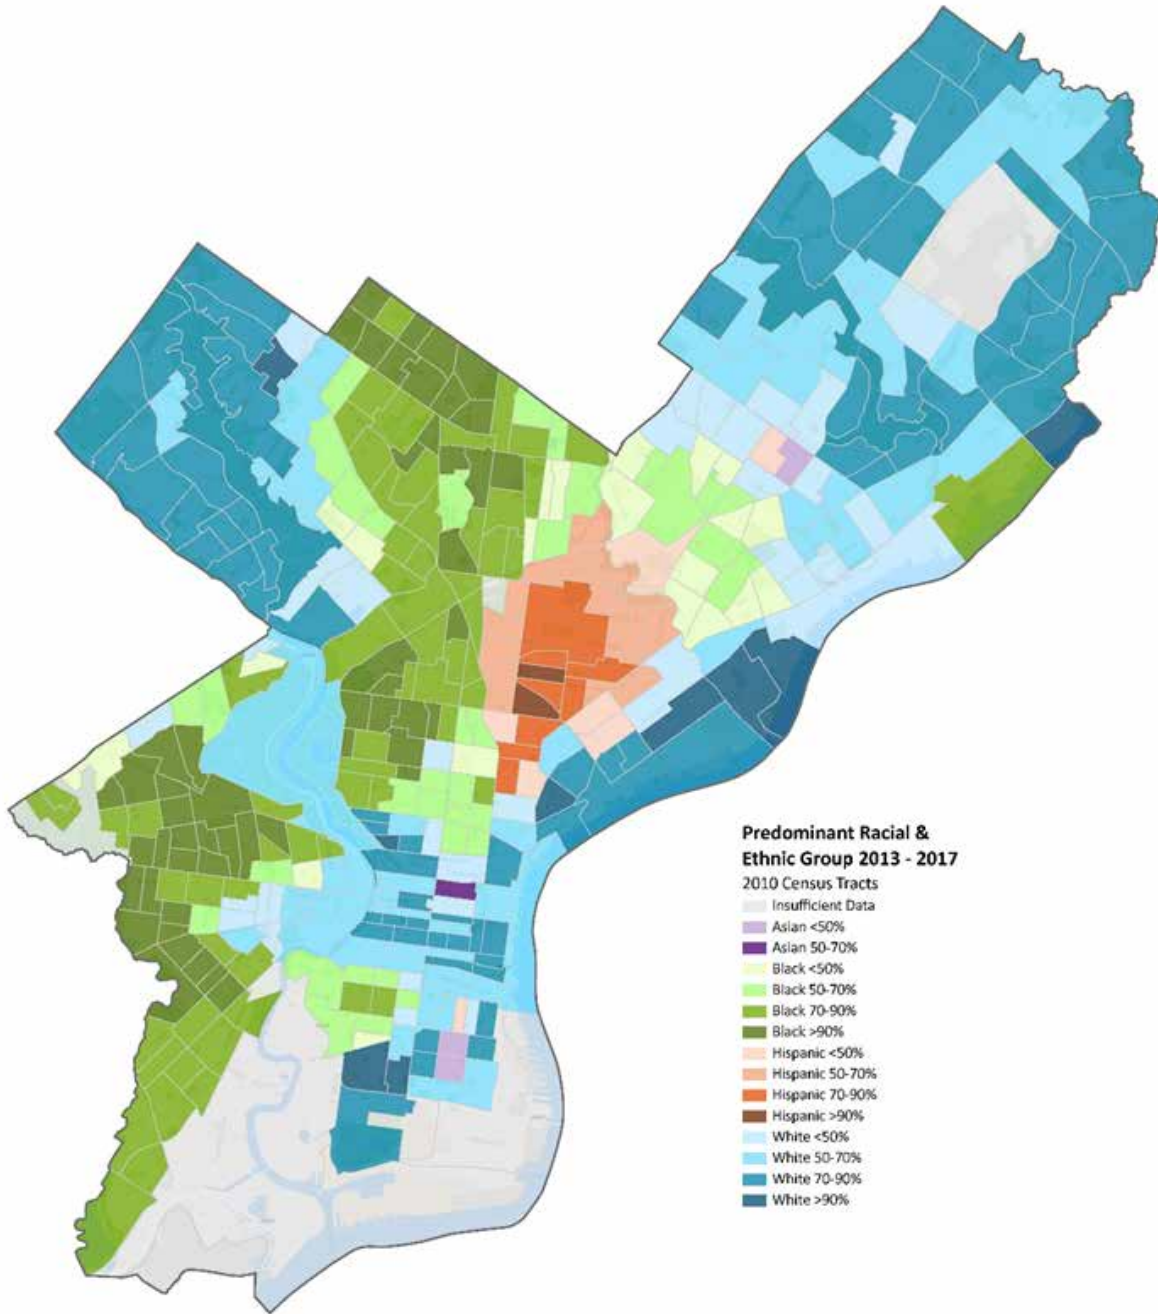 Predominant Racial &
Ethnic Group 2013 - 2017
2010 Census Tracts
Insufficient Data
Asian <50%
Asian 50-70%
Black <50%
Black 50-70%
Black 70-90%
Black >90%
Hispanic <50%
Hispanic 50-70%
Hispanic 70-90%
Hispanic >90%
White <50%
White 50-70%
White 70-90%
White >90%